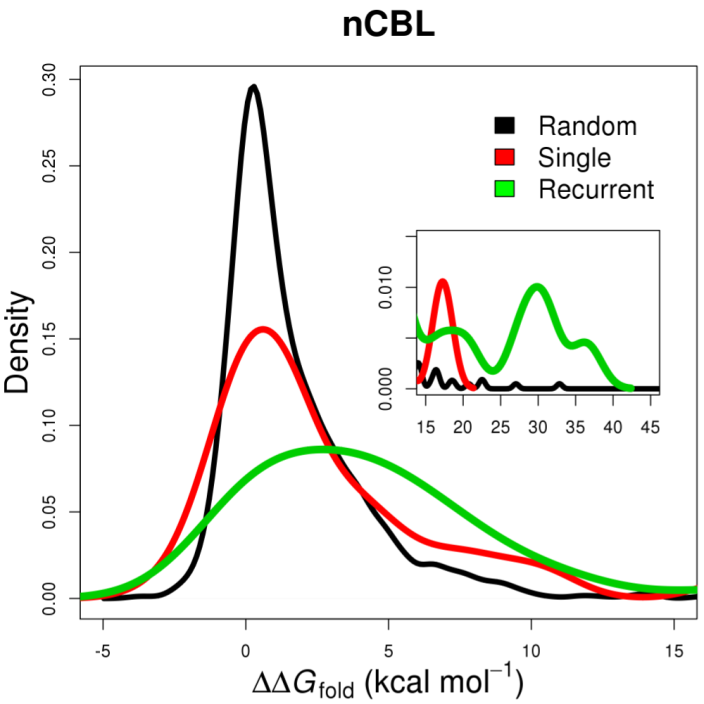 nCBL
Density
0.30
0.25
0.20
0.15
0.10
0.05
0.00
Random
Single
Recurrent
0.010
0.000
15 20 25 30 35 40 45
-5 0 5 10 15
ΔΔG fold (kcal mol⁻¹)